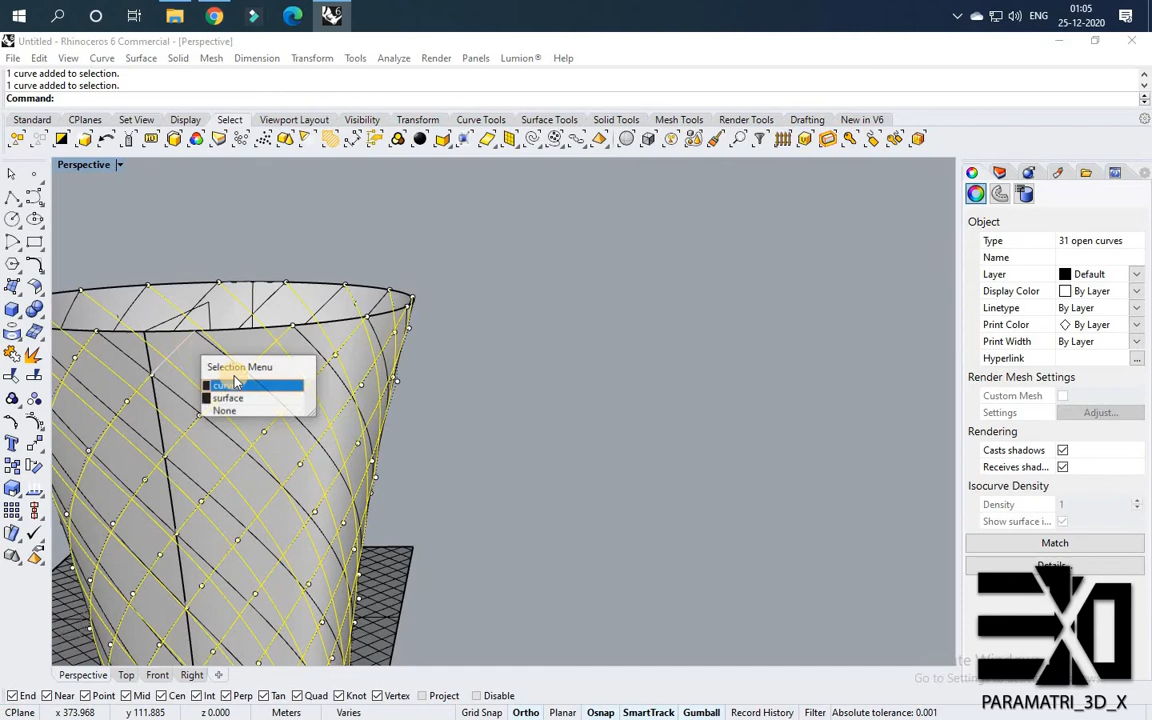 01:05
ENG
25-12-2020
Untitled - Rhinoceros 6 Commercial - [Perspective]
File Edit View Curve Surface Solid Mesh Dimension Transform Tools Analyze Render Panels Lumion® Help
1 curve added to selection.
1 curve added to selection.
Command:
Standard CPlanes Set View Display Select Viewport Layout Visibility Transform Curve Tools Surface Tools Solid Tools Mesh Tools Render Tools Drafting New in V6
Perspective
Object
Type 31 open curves
Name
Layer Default
Display Color By Layer
Linetype By Layer
Print Color By Layer
Print Width By Layer
Hyperlink ...
Render Mesh Settings
Custom Mesh
Settings Adjust...
Rendering
Casts shadows
Receives shad...
Isocurve Density
Density 1
Show surface i...
Match
Selection Menu
surface
None
Go to Setting
PARAMATRI_3D_X
Perspective Top Front Right
End Near Point Mid Cen Int Perp Tan Quad Knot Vertex Project Disable
CPlane x 373.968 y 111.885 z 0.000 Meters Varies Grid Snap Ortho Planar Osnap SmartTrack Gumball Record History Filter Absolute tolerance: 0.001